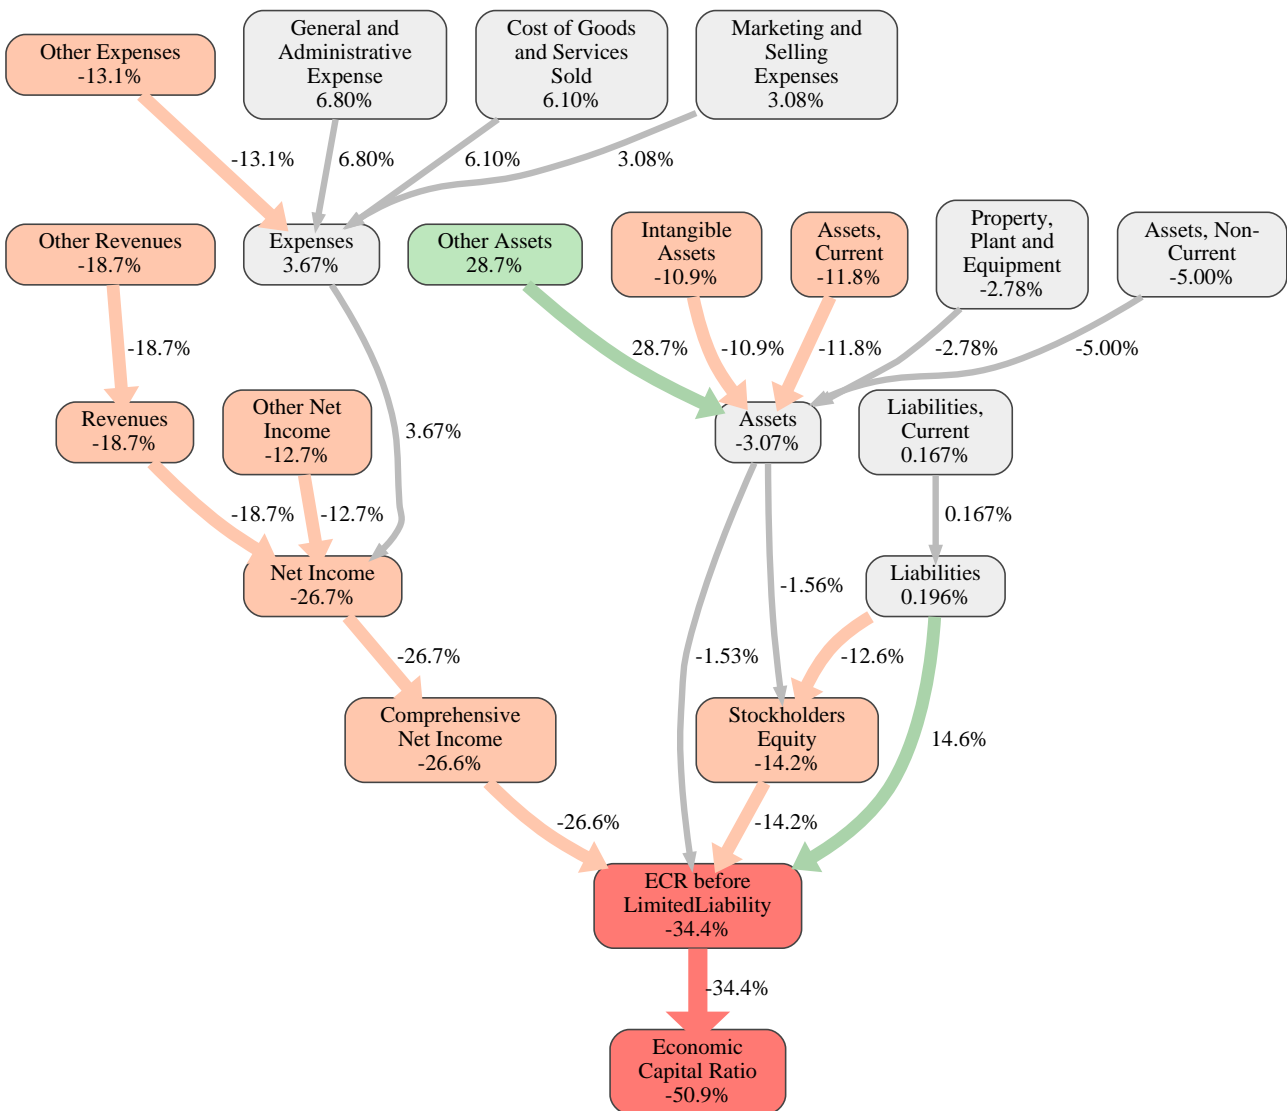 Other Expenses
-13.1%
General and
Administrative
Expense
6.80%
Cost of Goods
and Services
Sold
6.10%
Marketing and
Selling
Expenses
3.08%
-13.1%
6.80%
6.10%
3.08%
Other Revenues
-18.7%
Expenses
3.67%
Other Assets
28.7%
Intangible
Assets
-10.9%
Assets,
Current
-11.8%
Property,
Plant and
Equipment
-2.78%
Assets, Non-
Current
-5.00%
-18.7%
28.7%
-10.9%
-11.8%
-2.78%
-5.00%
Revenues
-18.7%
Other Net
Income
-12.7%
3.67%
Assets
-3.07%
Liabilities,
Current
0.167%
-18.7%
-12.7%
0.167%
Net Income
-26.7%
-1.56%
Liabilities
0.196%
-26.7%
-1.53%
-12.6%
Comprehensive
Net Income
-26.6%
Stockholders
Equity
-14.2%
14.6%
-26.6%
-14.2%
ECR before
LimitedLiability
-34.4%
-34.4%
Economic
Capital Ratio
-50.9%